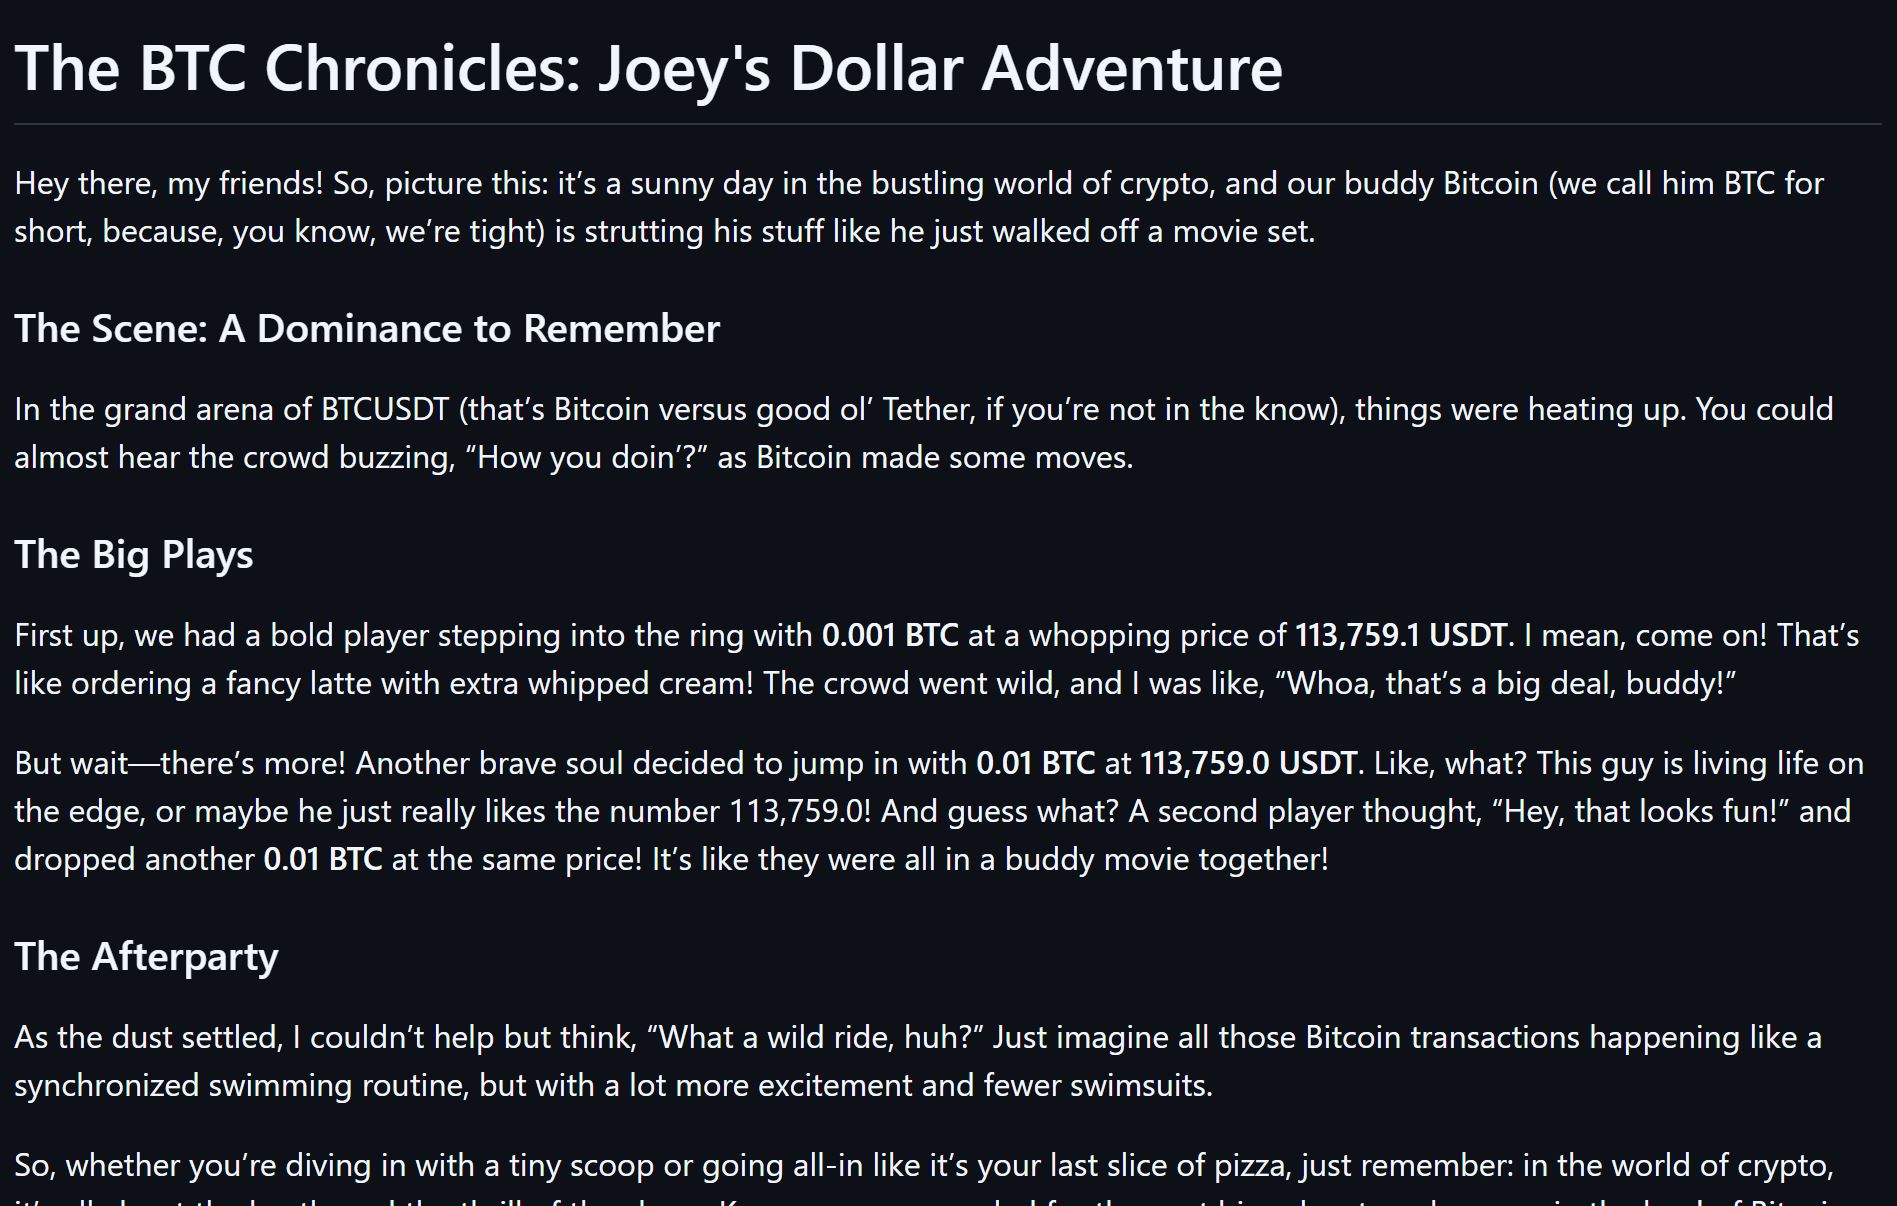 The BTC Chronicles: Joey's Dollar Adventure
Hey there, my friends! So, picture this: it’s a sunny day in the bustling world of crypto, and our buddy Bitcoin (we call him BTC for
short, because, you know, we’re tight) is strutting his stuff like he just walked off a movie set.
The Scene: A Dominance to Remember
In the grand arena of BTCUSDT (that’s Bitcoin versus good ol’ Tether, if you’re not in the know), things were heating up. You could
almost hear the crowd buzzing, “How you doin’?” as Bitcoin made some moves.
The Big Plays
First up, we had a bold player stepping into the ring with 0.001 BTC at a whopping price of 113,759.1 USDT. I mean, come on! That’s
like ordering a fancy latte with extra whipped cream! The crowd went wild, and I was like, “Whoa, that’s a big deal, buddy!”
But wait—there’s more! Another brave soul decided to jump in with 0.01 BTC at 113,759.0 USDT. Like, what? This guy is living life on
the edge, or maybe he just really likes the number 113,759.0! And guess what? A second player thought, “Hey, that looks fun!” and
dropped another 0.01 BTC at the same price! It’s like they were all in a buddy movie together!
The Afterparty
As the dust settled, I couldn’t help but think, “What a wild ride, huh?” Just imagine all those Bitcoin transactions happening like a
synchronized swimming routine, but with a lot more excitement and fewer swimsuits.
So, whether you’re diving in with a tiny scoop or going all-in like it’s your last slice of pizza, just remember: in the world of crypto,